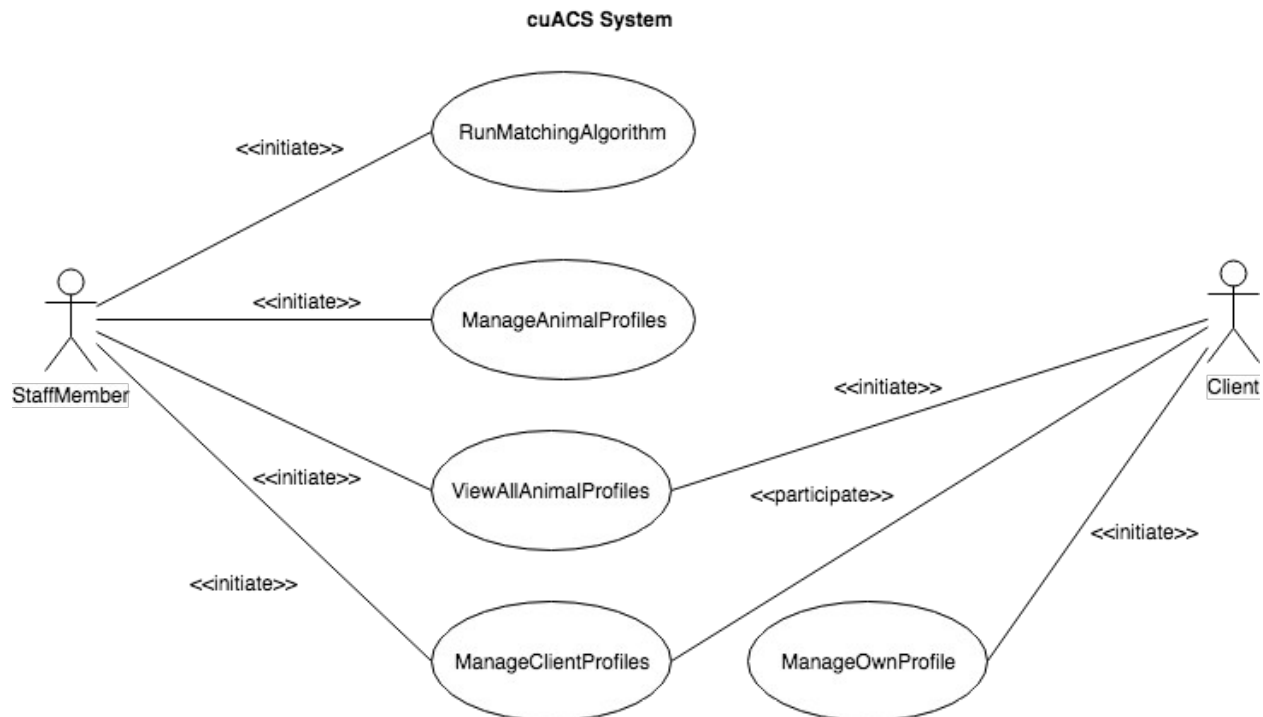 cuACS System
RunMatchingAlgorithm
<<initiate>>
<<initiate>>
ManageAnimalProfiles
StaffMember
Client
<<initiate>>
<<initiate>>
ViewAllAnimalProfiles
<<participate>>
<<initiate>>
<<initiate>>
ManageClientProfiles
ManageOwnProfile